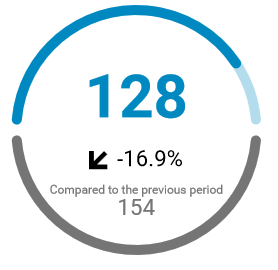 128
-16.9%
Compared to the previous period
154